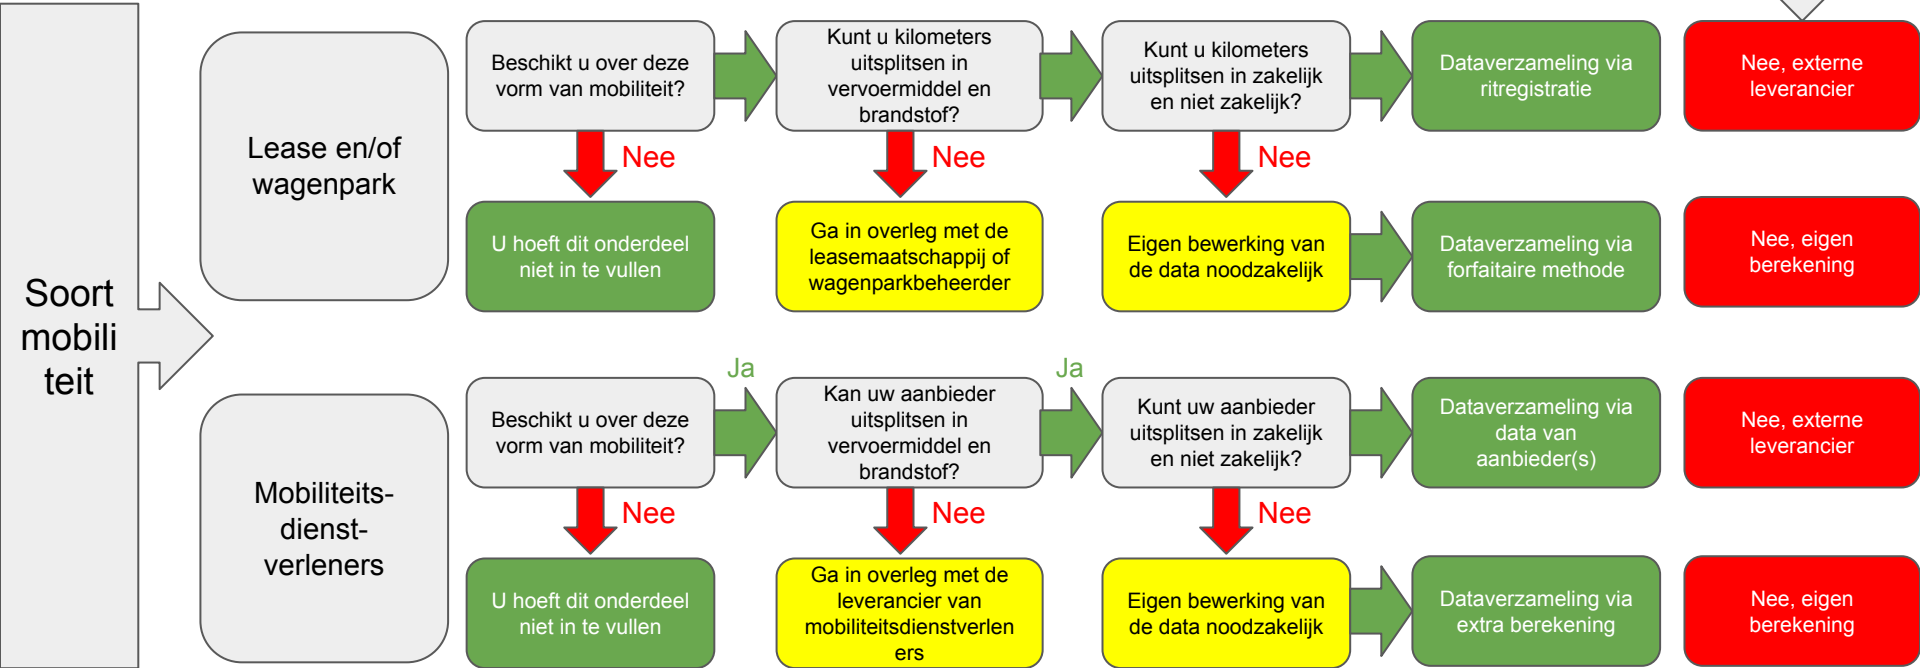 Soort
mobili
teit
Lease en/of
wagenpark
Beschikt u over deze
vorm van mobiliteit?
Kunt u kilometers
uitsplitsen in
vervoermiddel en
brandstof?
Kunt u kilometers
uitsplitsen in zakelijk
en niet zakelijk?
Dataverzameling via
ritregistratie
Nee, externe
leverancier
Nee
Nee
Nee
U hoeft dit onderdeel
niet in te vullen
Ga in overleg met de
leasemaatschappij of
wagenparkbeheerder
Eigen bewerking van
de data noodzakelijk
Dataverzameling via
forfaitaire methode
Nee, eigen
berekening
Mobiliteits-
dienst-
verleners
Beschikt u over deze
vorm van mobiliteit?
Ja
Kan uw aanbieder
uitsplitsen in
vervoermiddel en
brandstof?
Ja
Kunt uw aanbieder
uitsplitsen in zakelijk
en niet zakelijk?
Dataverzameling via
data van
aanbieder(s)
Nee, externe
leverancier
Nee
Nee
Nee
U hoeft dit onderdeel
niet in te vullen
Ga in overleg met de
leverancier van
mobiliteitsdienstverlen
ers
Eigen bewerking van
de data noodzakelijk
Dataverzameling via
extra berekening
Nee, eigen
berekening